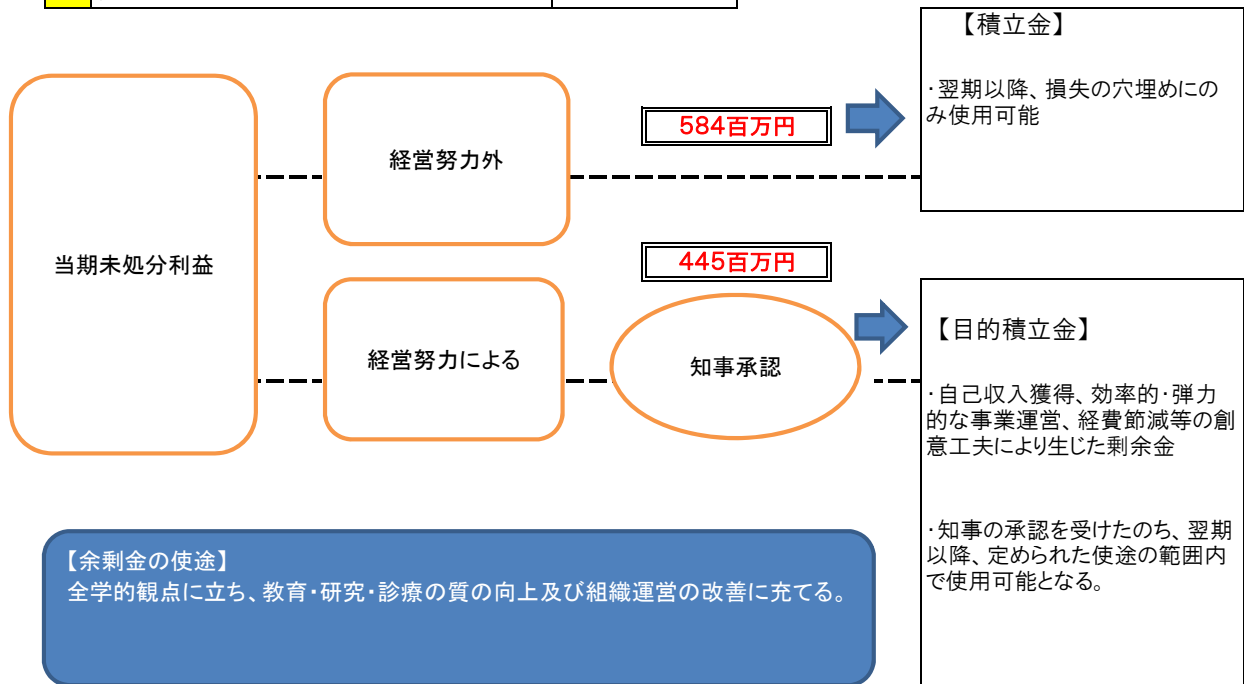 【積立金】
・翌期以降、損失の穴埋めにの
み使用可能
584百万円
経営努力外
当期未処分利益
445百万円
経営努力による
知事承認
【目的積立金】
・自己収入獲得、効率的・弾力
的な事業運営、経費節減等の創
意工夫により生じた剰余金
・知事の承認を受けたのち、翌期
以降、定められた使途の範囲内
で使用可能となる。
【余剰金の使途】
全学的観点に立ち、教育・研究・診療の質の向上及び組織運営の改善に充てる。